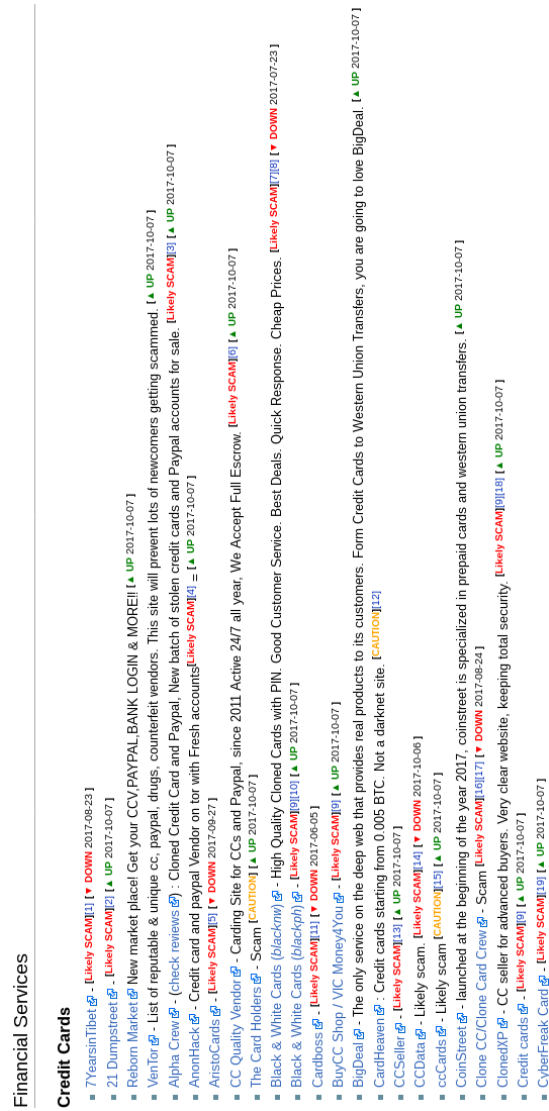 Financial Services
Credit Cards
7YearsinTibet - [Likely SCAM][1] [▼ DOWN 2017-08-23 ]
21 Dumpstreet - [Likely SCAM][2] [▲ UP 2017-10-07 ]
Reborn Market New market place! Get your CCV,PAYPAL,BANK LOGIN & MORE!! [▲ UP 2017-10-07 ]
VenTor - List of reputable & unique cc, paypal, drugs, counterfeit vendors. This site will prevent lots of newcomers getting scammed. [▲ UP 2017-10-07 ]
Alpha Crew - (check reviews) : Cloned Credit Card and Paypal, New batch of stolen credit cards and Paypal accounts for sale. [Likely SCAM][3] [▲ UP 2017-10-07 ]
AnonHack - Credit card and paypal Vendor on tor with Fresh accounts[Likely SCAM][4] = [▲ UP 2017-10-07 ]
AristoCards - [Likely SCAM][5] [▼ DOWN 2017-09-27 ]
CC Quality Vendor - Carding Site for CCs and Paypal, since 2011 Active 24/7 all year, We Accept Full Escrow. [Likely SCAM][6] [▲ UP 2017-10-07 ]
The Card Holders - Scam [CAUTION] [▲ UP 2017-10-07 ]
Black & White Cards (blacknw) - High Quality Cloned Cards with PIN. Good Customer Service. Best Deals. Quick Response. Cheap Prices. [Likely SCAM][7][8] [▼ DOWN 2017-07-23 ]
Black & White Cards (blackph) - [Likely SCAM][9][10] [▲ UP 2017-10-07 ]
Cardboss - [Likely SCAM][11] [▼ DOWN 2017-06-05 ]
BuyCC Shop / VIC Money4You - [Likely SCAM][9] [▲ UP 2017-10-07 ]
BigDeal - The only service on the deep web that provides real products to its customers. Form Credit Cards to Western Union Transfers, you are going to love BigDeal. [▲ UP 2017-10-07 ]
CardHeaven : Credit cards starting from 0.005 BTC. Not a darknet site. [CAUTION][12]
CCSeller - [Likely SCAM][13] [▲ UP 2017-10-07 ]
CCData - Likely scam. [Likely SCAM][14] [▼ DOWN 2017-10-06 ]
ccCards - Likely scam [CAUTION][15] [▲ UP 2017-10-07 ]
CoinStreet - launched at the beginning of the year 2017, coinstreet is specialized in prepaid cards and western union transfers. [▲ UP 2017-10-07 ]
Clone CC/Clone Card Crew - Scam [Likely SCAM][16][17] [▼ DOWN 2017-08-24 ]
ClonedXP - CC seller for advanced buyers. Very clear website, keeping total security. [Likely SCAM][9][18] [▲ UP 2017-10-07 ]
Credit cards - [Likely SCAM][9] [▲ UP 2017-10-07 ]
CyberFreak Card - [Likely SCAM][19] [▲ UP 2017-10-07 ]